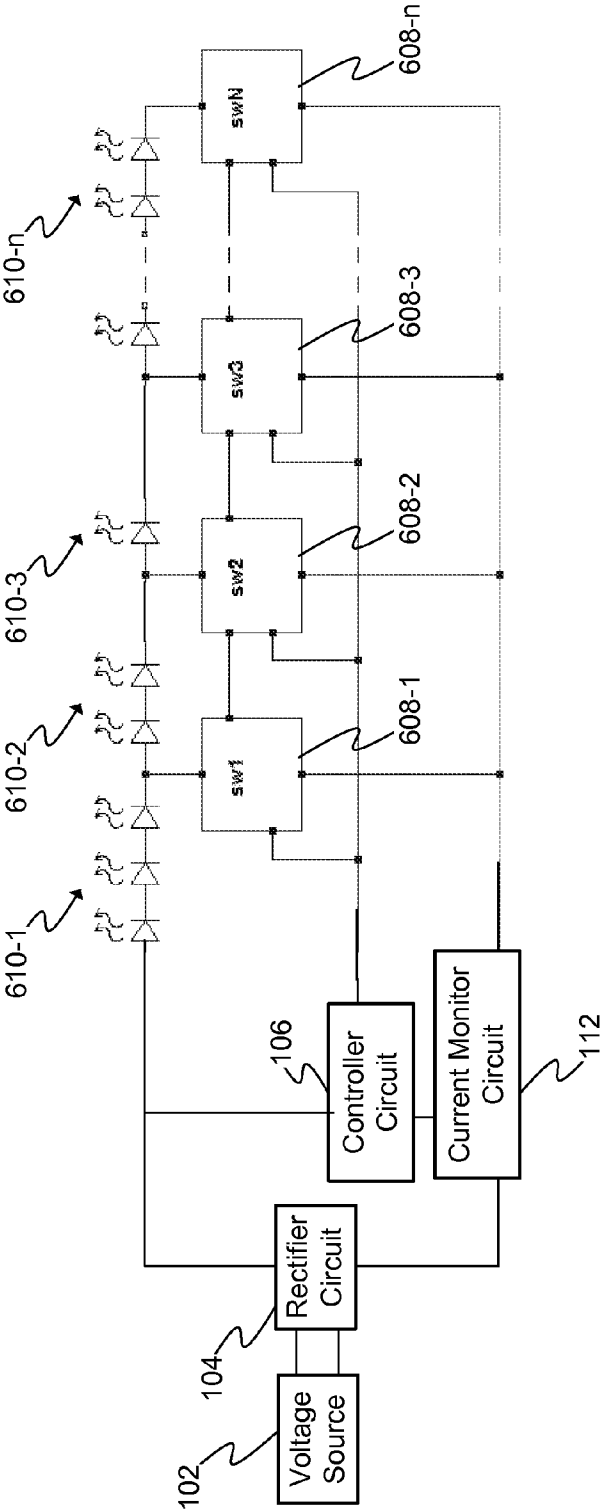 610-1
610-2
610-3
610-n
sw1
sw2
sw3
swN
608-1
608-2
608-3
608-n
102
Voltage
Source
104
Rectifier
Circuit
106
Controller
Circuit
Current Monitor
Circuit
112